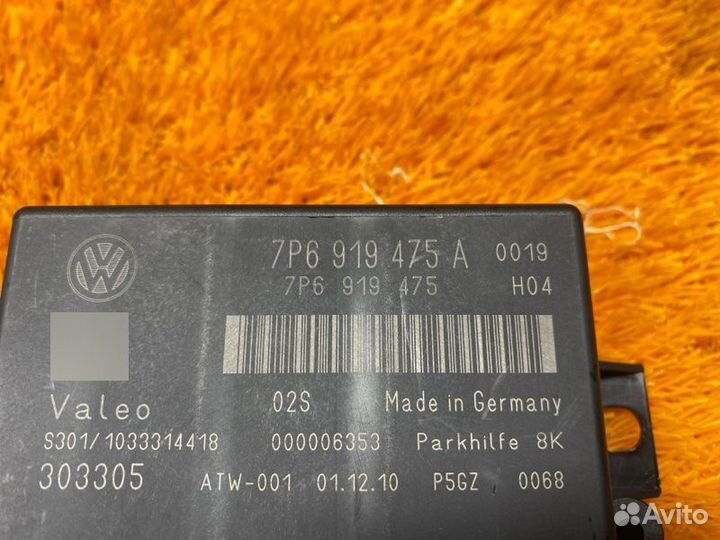 7P6 919 475 A 0019
7P6 919 475 H04
Valeo 02S Made in Germany
S301/1033314418 000006353 Parkhilfe 8K
303305 ATW-001 01.12.10 P5GZ 0068
Avito